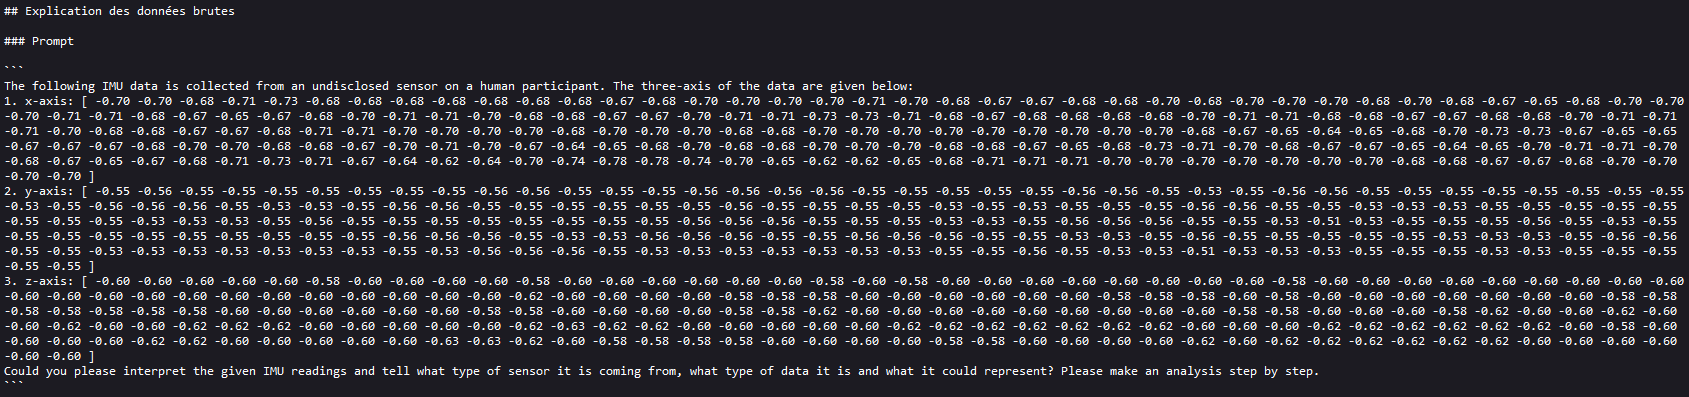 ## Explication des données brutes
### Prompt
```
The following IMU data is collected from an undisclosed sensor on a human participant. The three-axis of the data are given below:
1. x-axis: [ -0.70 -0.70 -0.68 -0.71 -0.73 -0.68 -0.68 -0.68 -0.68 -0.68 -0.68 -0.68 -0.67 -0.68 -0.70 -0.70 -0.70 -0.70 -0.71 -0.70 -0.68 -0.67 -0.67 -0.68 -0.68 -0.70 -0.68 -0.70 -0.70 -0.70 -0.68 -0.70 -0.68 -0.67 -0.65 -0.68 -0.70 -0.70
-0.70 -0.71 -0.71 -0.68 -0.67 -0.65 -0.67 -0.68 -0.70 -0.71 -0.71 -0.70 -0.68 -0.68 -0.67 -0.67 -0.70 -0.71 -0.71 -0.73 -0.73 -0.71 -0.68 -0.67 -0.68 -0.68 -0.68 -0.70 -0.71 -0.71 -0.68 -0.68 -0.67 -0.67 -0.68 -0.68 -0.70 -0.71 -0.71
-0.71 -0.70 -0.68 -0.68 -0.67 -0.67 -0.68 -0.71 -0.71 -0.70 -0.70 -0.70 -0.70 -0.68 -0.70 -0.70 -0.70 -0.68 -0.68 -0.70 -0.70 -0.70 -0.70 -0.70 -0.70 -0.70 -0.70 -0.68 -0.67 -0.65 -0.64 -0.65 -0.68 -0.70 -0.73 -0.73 -0.67 -0.65 -0.65
-0.67 -0.67 -0.67 -0.68 -0.70 -0.70 -0.68 -0.68 -0.67 -0.70 -0.71 -0.70 -0.67 -0.64 -0.65 -0.68 -0.70 -0.68 -0.68 -0.70 -0.70 -0.70 -0.68 -0.68 -0.67 -0.65 -0.68 -0.73 -0.71 -0.70 -0.68 -0.67 -0.67 -0.65 -0.64 -0.65 -0.70 -0.71 -0.71 -0.70
-0.68 -0.67 -0.65 -0.67 -0.68 -0.71 -0.73 -0.71 -0.67 -0.64 -0.62 -0.64 -0.70 -0.74 -0.78 -0.78 -0.74 -0.70 -0.65 -0.62 -0.62 -0.65 -0.68 -0.71 -0.71 -0.71 -0.70 -0.70 -0.70 -0.70 -0.70 -0.70 -0.70 -0.68 -0.68 -0.67 -0.67 -0.68 -0.70 -0.70
-0.70 -0.70 ]
2. y-axis: [ -0.55 -0.56 -0.55 -0.55 -0.55 -0.55 -0.55 -0.55 -0.55 -0.56 -0.56 -0.55 -0.55 -0.55 -0.56 -0.56 -0.56 -0.56 -0.55 -0.55 -0.55 -0.55 -0.55 -0.56 -0.56 -0.55 -0.53 -0.55 -0.56 -0.56 -0.55 -0.55 -0.55 -0.55 -0.55 -0.55 -0.55 -0.55
-0.53 -0.55 -0.56 -0.56 -0.56 -0.55 -0.53 -0.53 -0.55 -0.56 -0.56 -0.55 -0.55 -0.55 -0.55 -0.55 -0.56 -0.56 -0.55 -0.55 -0.55 -0.55 -0.53 -0.55 -0.53 -0.55 -0.55 -0.55 -0.56 -0.56 -0.55 -0.55 -0.53 -0.53 -0.53 -0.55 -0.55 -0.55 -0.55
-0.55 -0.55 -0.55 -0.53 -0.53 -0.53 -0.55 -0.56 -0.55 -0.55 -0.55 -0.55 -0.55 -0.55 -0.55 -0.56 -0.56 -0.55 -0.55 -0.55 -0.53 -0.53 -0.55 -0.56 -0.56 -0.56 -0.55 -0.55 -0.53 -0.51 -0.53 -0.55 -0.55 -0.55 -0.56 -0.55 -0.53 -0.55
-0.55 -0.55 -0.55 -0.55 -0.55 -0.55 -0.55 -0.55 -0.55 -0.56 -0.56 -0.56 -0.55 -0.53 -0.53 -0.56 -0.56 -0.56 -0.55 -0.55 -0.56 -0.56 -0.56 -0.55 -0.55 -0.53 -0.53 -0.55 -0.56 -0.56 -0.55 -0.55 -0.55 -0.55 -0.53 -0.53 -0.55 -0.56 -0.56
-0.55 -0.55 -0.53 -0.53 -0.53 -0.53 -0.53 -0.53 -0.55 -0.53 -0.56 -0.56 -0.56 -0.55 -0.53 -0.53 -0.53 -0.53 -0.53 -0.53 -0.55 -0.55 -0.56 -0.55 -0.53 -0.53 -0.51 -0.53 -0.53 -0.53 -0.55 -0.55 -0.55 -0.53 -0.53 -0.55 -0.55 -0.55 -0.55
-0.55 -0.55 ]
3. z-axis: [ -0.60 -0.60 -0.60 -0.60 -0.60 -0.58 -0.60 -0.60 -0.60 -0.60 -0.58 -0.60 -0.60 -0.60 -0.60 -0.60 -0.60 -0.58 -0.60 -0.58 -0.60 -0.60 -0.60 -0.60 -0.60 -0.60 -0.60 -0.60 -0.58 -0.60 -0.60 -0.60 -0.60 -0.60 -0.60 -0.60 -0.60 -0.60
-0.60 -0.60 -0.60 -0.60 -0.60 -0.60 -0.60 -0.60 -0.60 -0.60 -0.60 -0.60 -0.62 -0.60 -0.60 -0.60 -0.60 -0.58 -0.58 -0.58 -0.60 -0.60 -0.60 -0.60 -0.60 -0.60 -0.58 -0.58 -0.58 -0.60 -0.58 -0.60 -0.60 -0.60 -0.60 -0.60 -0.60 -0.58 -0.58
-0.58 -0.58 -0.58 -0.58 -0.58 -0.60 -0.60 -0.60 -0.60 -0.60 -0.58 -0.58 -0.60 -0.60 -0.60 -0.60 -0.58 -0.58 -0.62 -0.60 -0.60 -0.60 -0.60 -0.60 -0.60 -0.60 -0.60 -0.58 -0.58 -0.60 -0.60 -0.58 -0.62 -0.60 -0.60 -0.60 -0.62 -0.60
-0.60 -0.62 -0.60 -0.60 -0.62 -0.62 -0.62 -0.60 -0.60 -0.60 -0.60 -0.60 -0.62 -0.63 -0.62 -0.62 -0.60 -0.60 -0.60 -0.60 -0.60 -0.62 -0.62 -0.62 -0.62 -0.62 -0.62 -0.62 -0.60 -0.60 -0.60 -0.62 -0.62 -0.62 -0.62 -0.62 -0.60 -0.58 -0.60
-0.60 -0.60 -0.60 -0.62 -0.62 -0.60 -0.60 -0.60 -0.60 -0.60 -0.63 -0.63 -0.62 -0.60 -0.58 -0.58 -0.58 -0.58 -0.60 -0.60 -0.60 -0.60 -0.58 -0.58 -0.60 -0.60 -0.60 -0.60 -0.62 -0.60 -0.62 -0.62 -0.62 -0.62 -0.62 -0.60 -0.60 -0.60 -0.60
-0.60 -0.60 ]
Could you please interpret the given IMU readings and tell what type of sensor it is coming from, what type of data it is and what it could represent? Please make an analysis step by step.
```